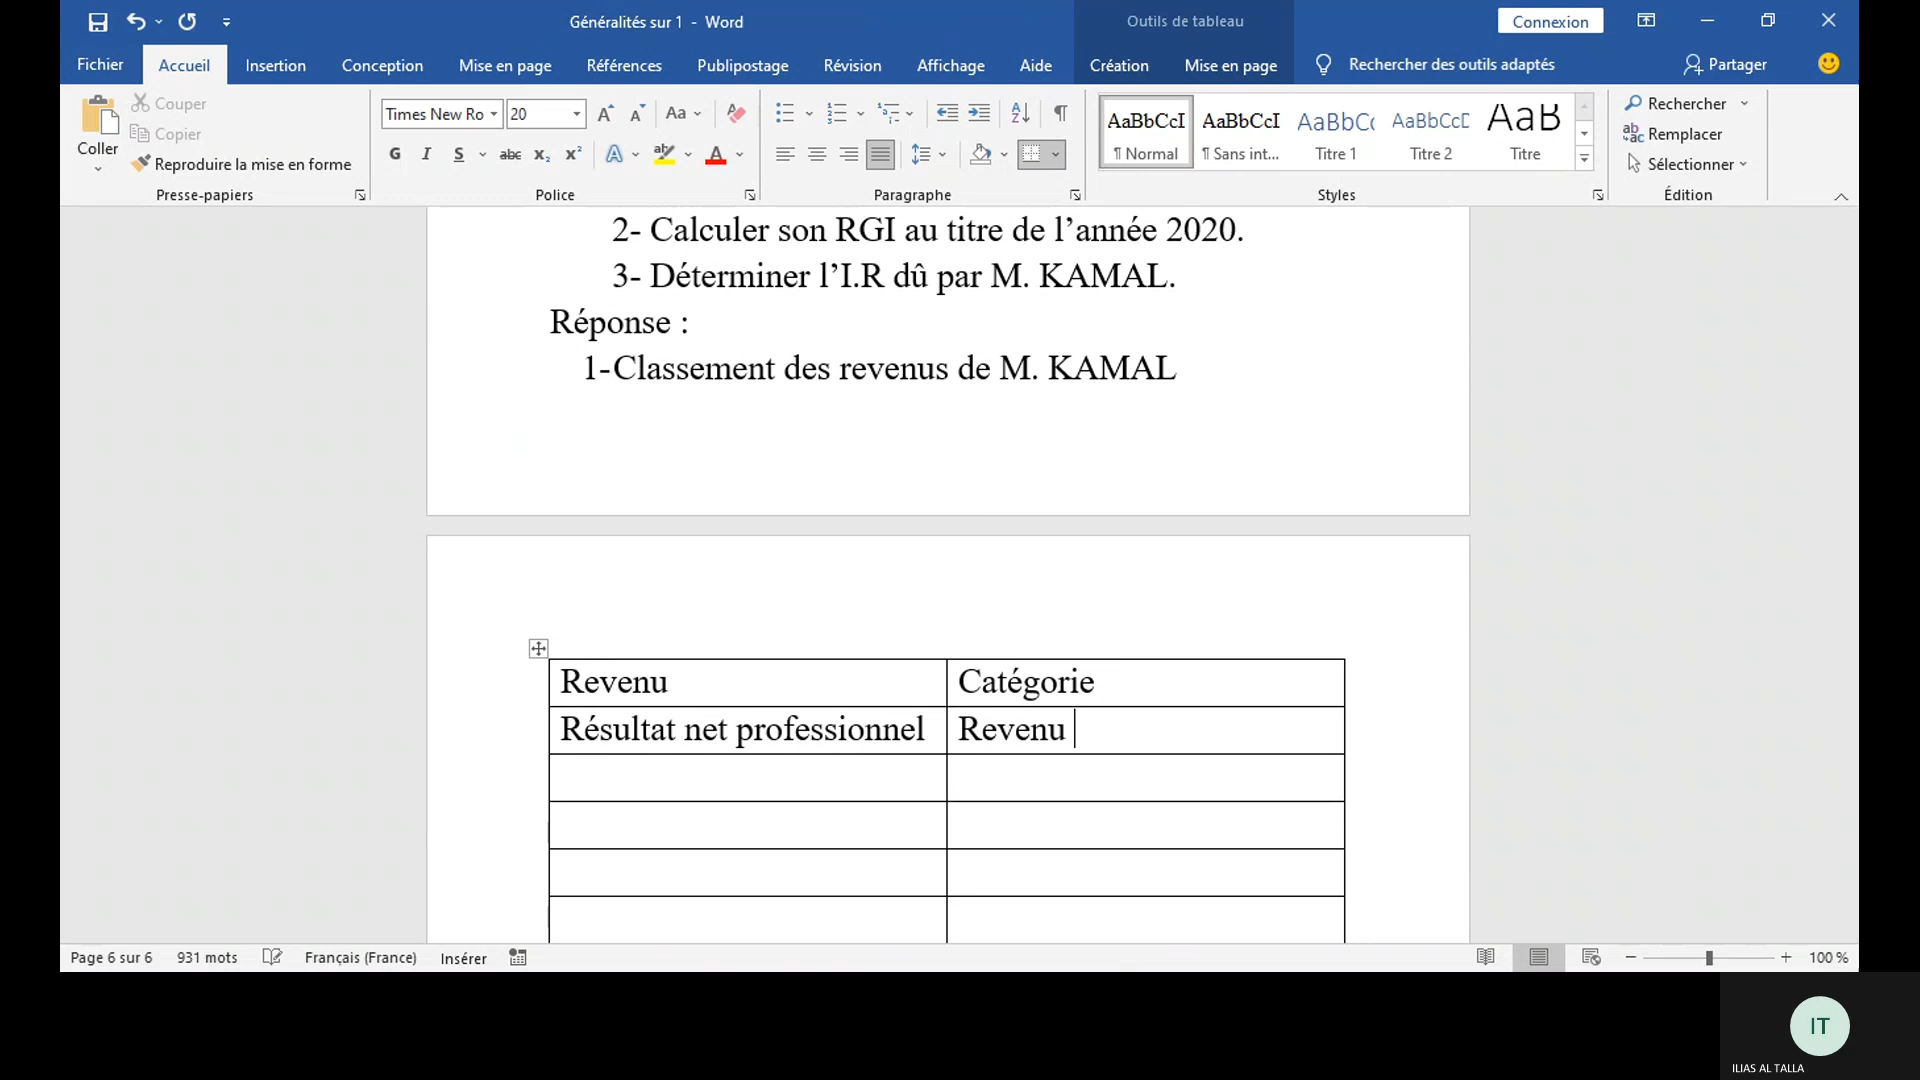 Généralités sur 1 - Word
Outils de tableau
Connexion
Fichier
Accueil
Insertion
Conception
Mise en page
Références
Publipostage
Révision
Affichage
Aide
Création
Mise en page
Rechercher des outils adaptés
Partager
Coller
Couper
Copier
Reproduire la mise en forme
Presse-papiers
Times New Ro
20
Aa
G I S abc x₂ x² A A
Police
Paragraphe
AaBbCcI
¶ Normal
AaBbCcI
¶ Sans int...
AaBbCc
Titre 1
AaBbCcD
Titre 2
AaB
Titre
Styles
Rechercher
Remplacer
Sélectionner
Édition
2- Calculer son RGI au titre de l’année 2020.
3- Déterminer l’I.R dû par M. KAMAL.
Réponse :
1-Classement des revenus de M. KAMAL
Revenu
Catégorie
Résultat net professionnel
Revenu
Page 6 sur 6
931 mots
Français (France)
Insérer
100 %
IT
ILIAS AL TALLA